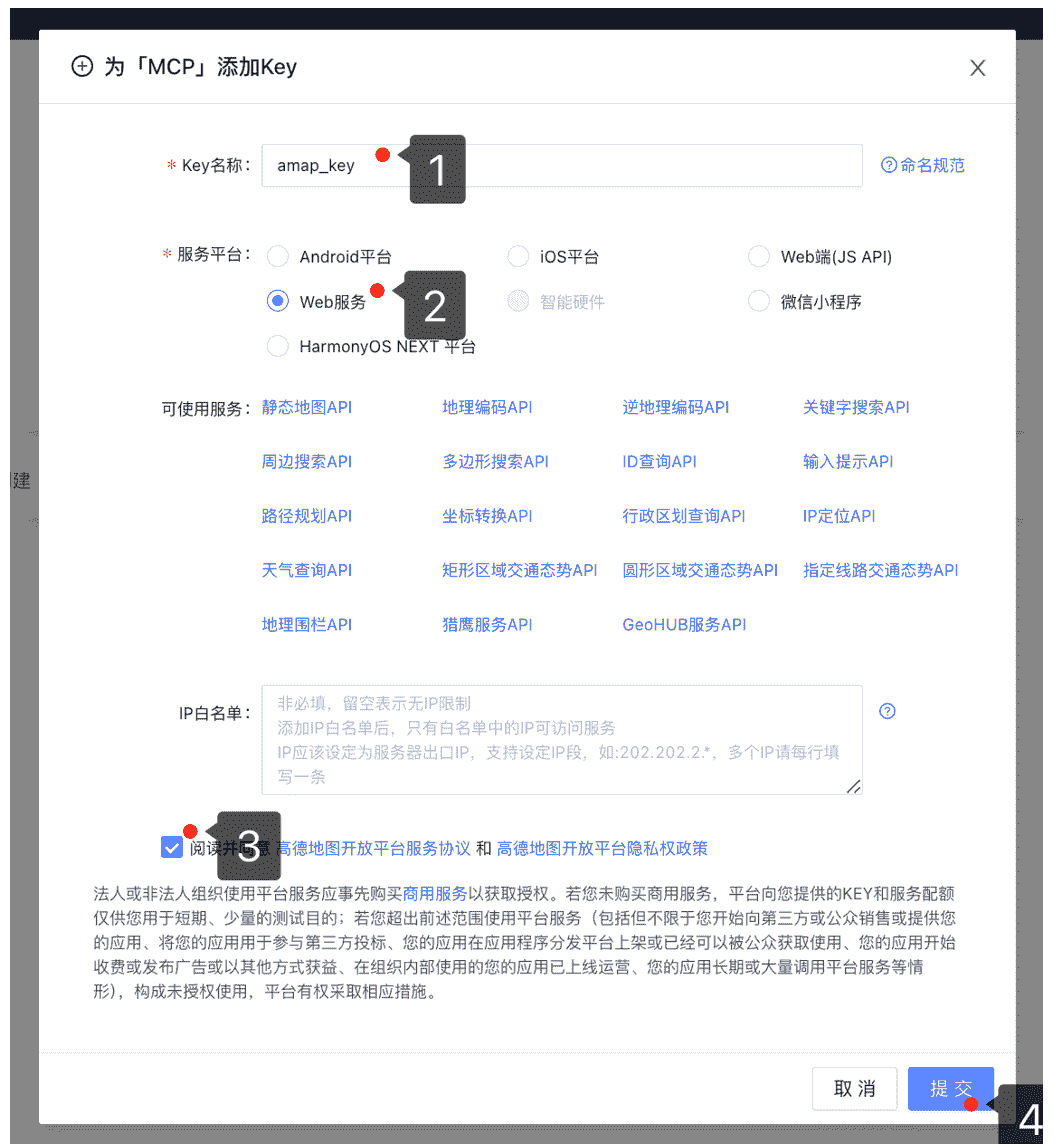 为「MCP」添加Key
* Key名称: amap_key 1 命名规范
* 服务平台: Android平台 iOS平台 Web端(JS API)
Web服务 2 智能硬件 微信小程序
HarmonyOS NEXT 平台
可使用服务: 静态地图API 地理编码API 逆地理编码API 关键字搜索API
周边搜索API 多边形搜索API ID查询API 输入提示API
建
路径规划API 坐标转换API 行政区划查询API IP定位API
天气查询API 矩形区域交通态势API 圆形区域交通态势API 指定线路交通态势API
地理围栏API 猎鹰服务API GeoHUB服务API
IP白名单: 非必填，留空表示无IP限制
添加IP白名单后，只有白名单中的IP可访问服务
IP应该设定为服务器出口IP，支持设定IP段，如:202.202.2.*，多个IP请每行填
写一条
阅读并同意 3 高德地图开放平台服务协议 和 高德地图开放平台隐私权政策
法人或非法人组织使用平台服务应事先购买商用服务以获取授权。若您未购买商用服务，平台向您提供的KEY和服务配额
仅供您用于短期、少量的测试目的；若您超出前述范围使用平台服务（包括但不限于您开始向第三方或公众销售或提供您
的应用、将您的应用用于参与第三方投标、您的应用在应用程序分发平台上架或已经可以被公众获取使用、您的应用开始
收费或发布广告或以其他方式获益、在组织内部使用的您的应用已上线运营、您的应用长期或大量调用平台服务等情
形），构成未授权使用，平台有权采取相应措施。
取 消 提 交 4